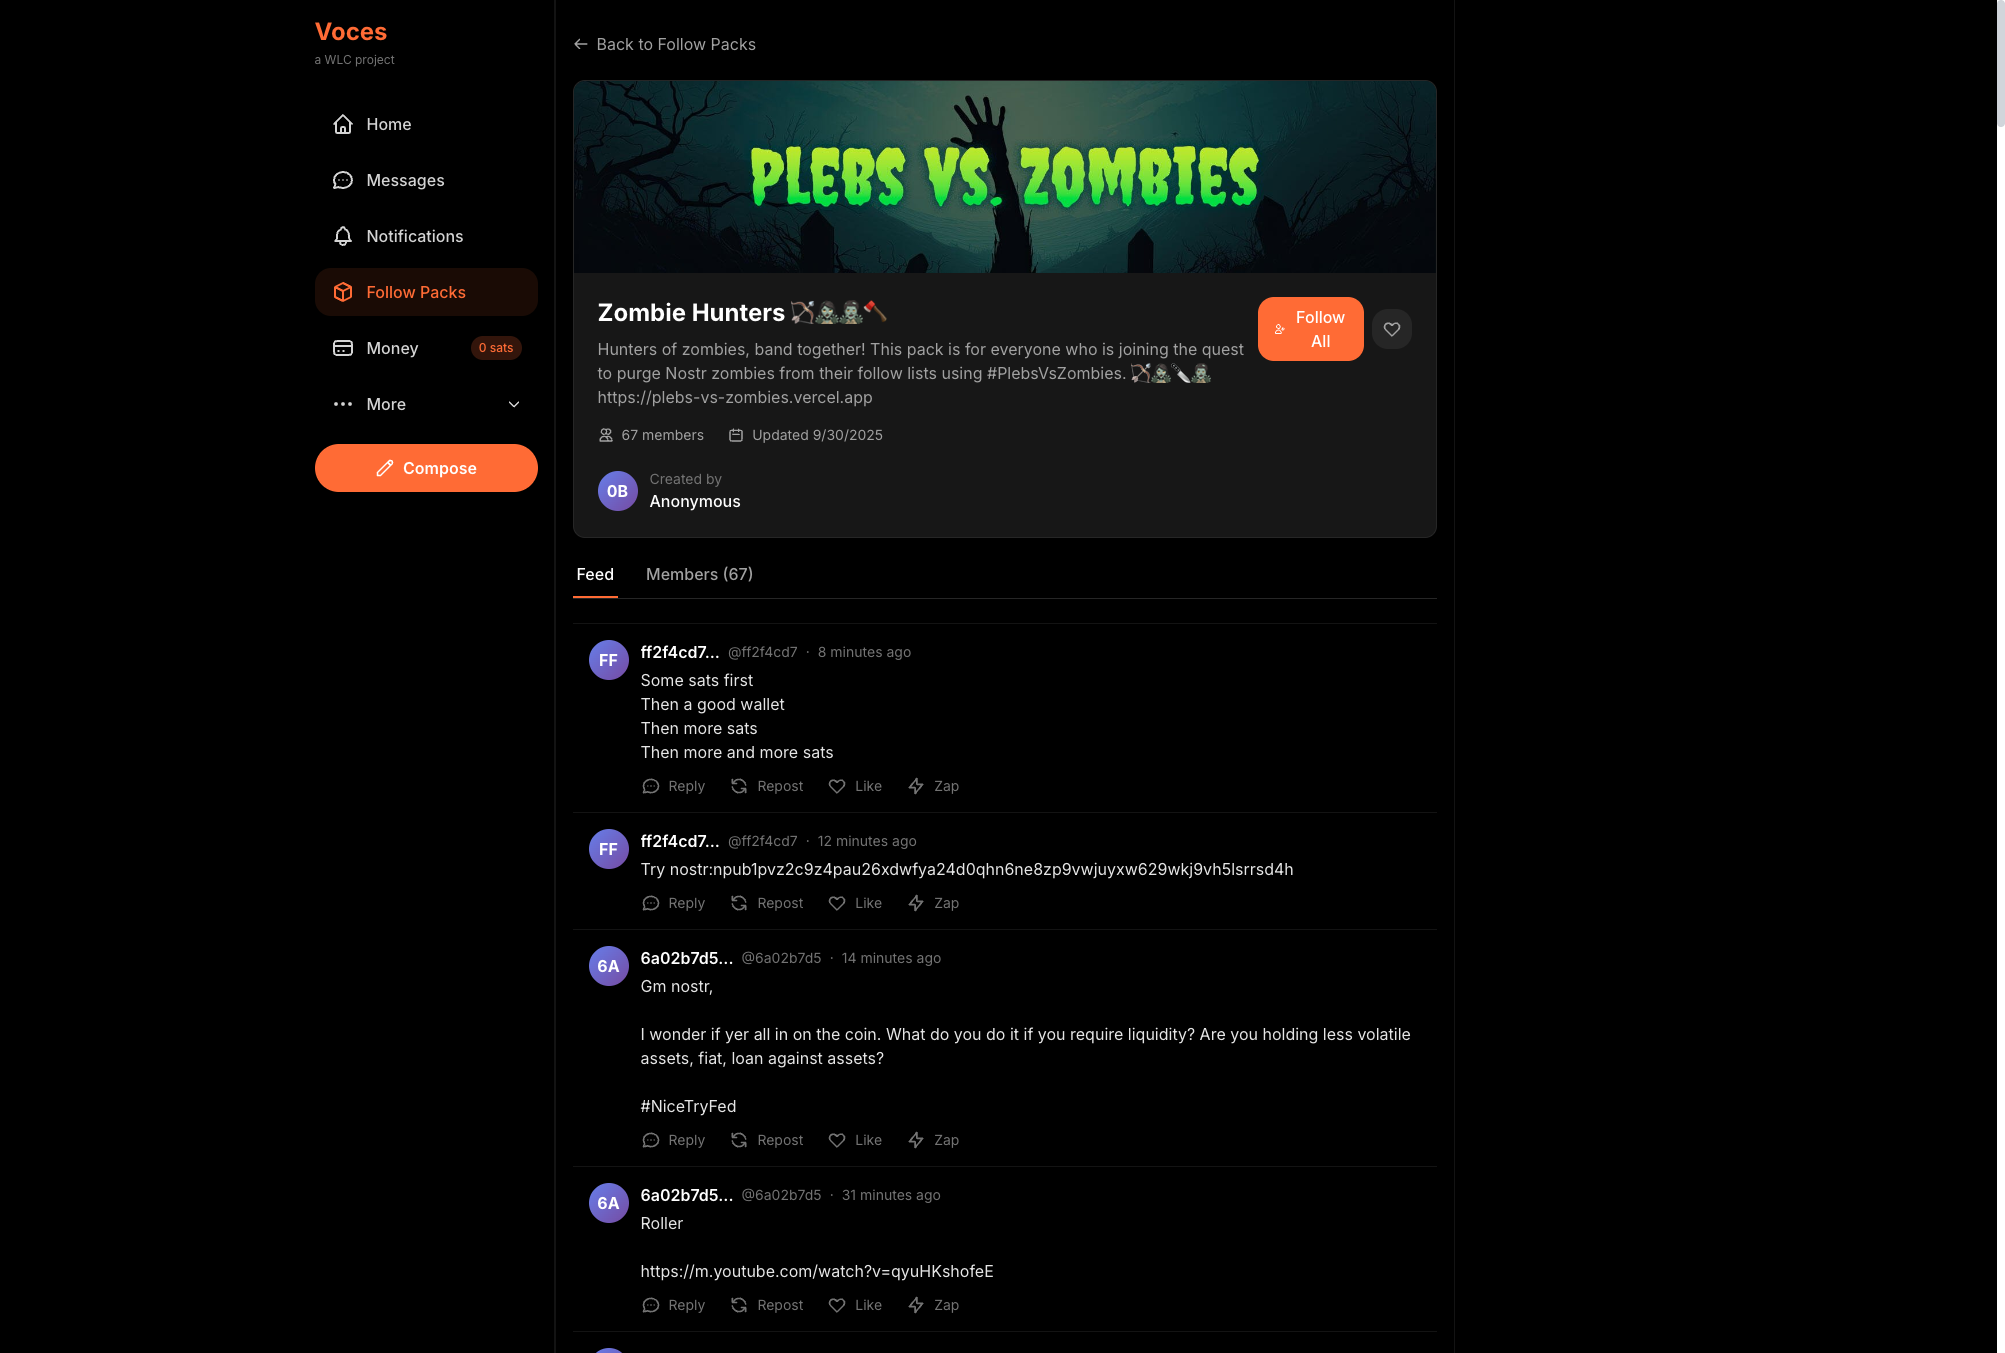 Voces
a WLC project
Home
Messages
Notifications
Follow Packs
Money
0 sats
More
Compose
Back to Follow Packs
PLEBS VS. ZOMBIES
Zombie Hunters 🏹🧟‍♀️🧟🪓
Follow All
Hunters of zombies, band together! This pack is for everyone who is joining the quest
to purge Nostr zombies from their follow lists using #PlebsVsZombies. 🏹🧟‍♀️🔪🧟
https://plebs-vs-zombies.vercel.app
67 members
Updated 9/30/2025
0B
Created by
Anonymous
Feed
Members (67)
FF
ff2f4cd7... @ff2f4cd7 · 8 minutes ago
Some sats first
Then a good wallet
Then more sats
Then more and more sats
Reply Repost Like Zap
FF
ff2f4cd7... @ff2f4cd7 · 12 minutes ago
Try nostr:npub1pvz2c9z4pau26xdwfya24d0qhn6ne8zp9vwjuyxw629wkj9vh5lsrrsd4h
Reply Repost Like Zap
6A
6a02b7d5... @6a02b7d5 · 14 minutes ago
Gm nostr,
I wonder if yer all in on the coin. What do you do it if you require liquidity? Are you holding less volatile
assets, fiat, loan against assets?
#NiceTryFed
Reply Repost Like Zap
6A
6a02b7d5... @6a02b7d5 · 31 minutes ago
Roller
https://m.youtube.com/watch?v=qyuHKshofeE
Reply Repost Like Zap